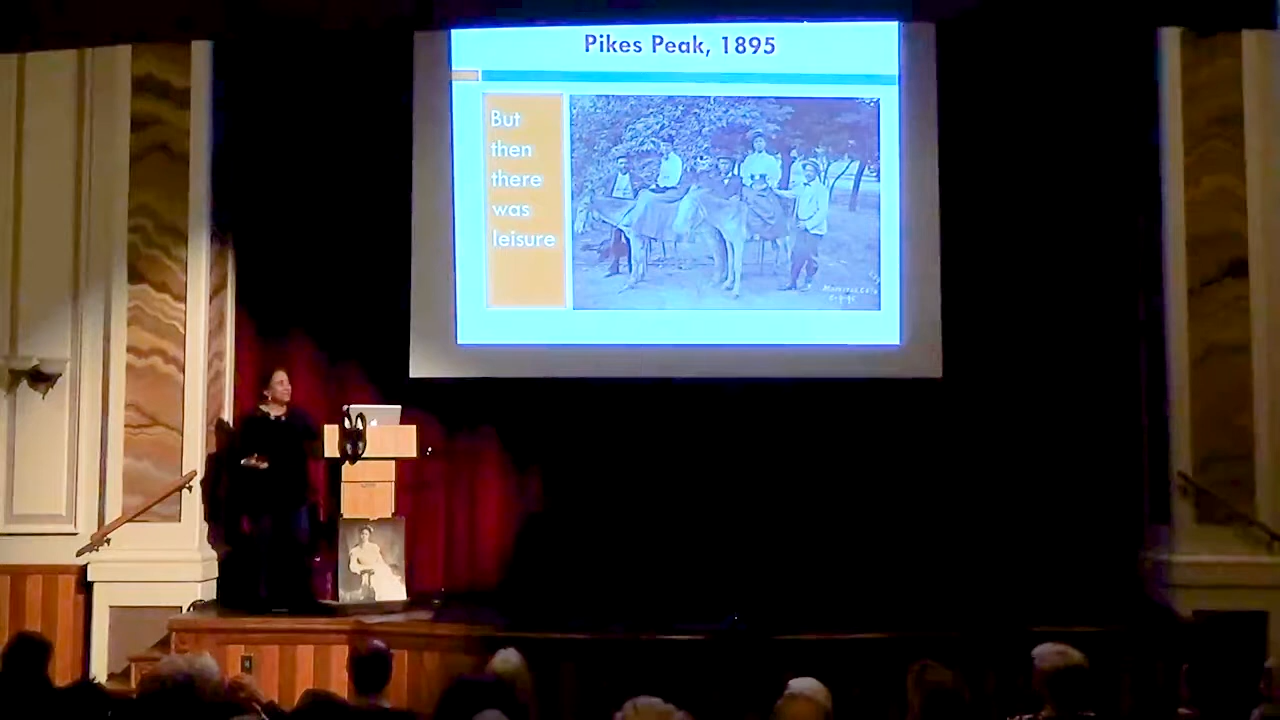 Pikes Peak, 1895
But
then
there
was
leisure